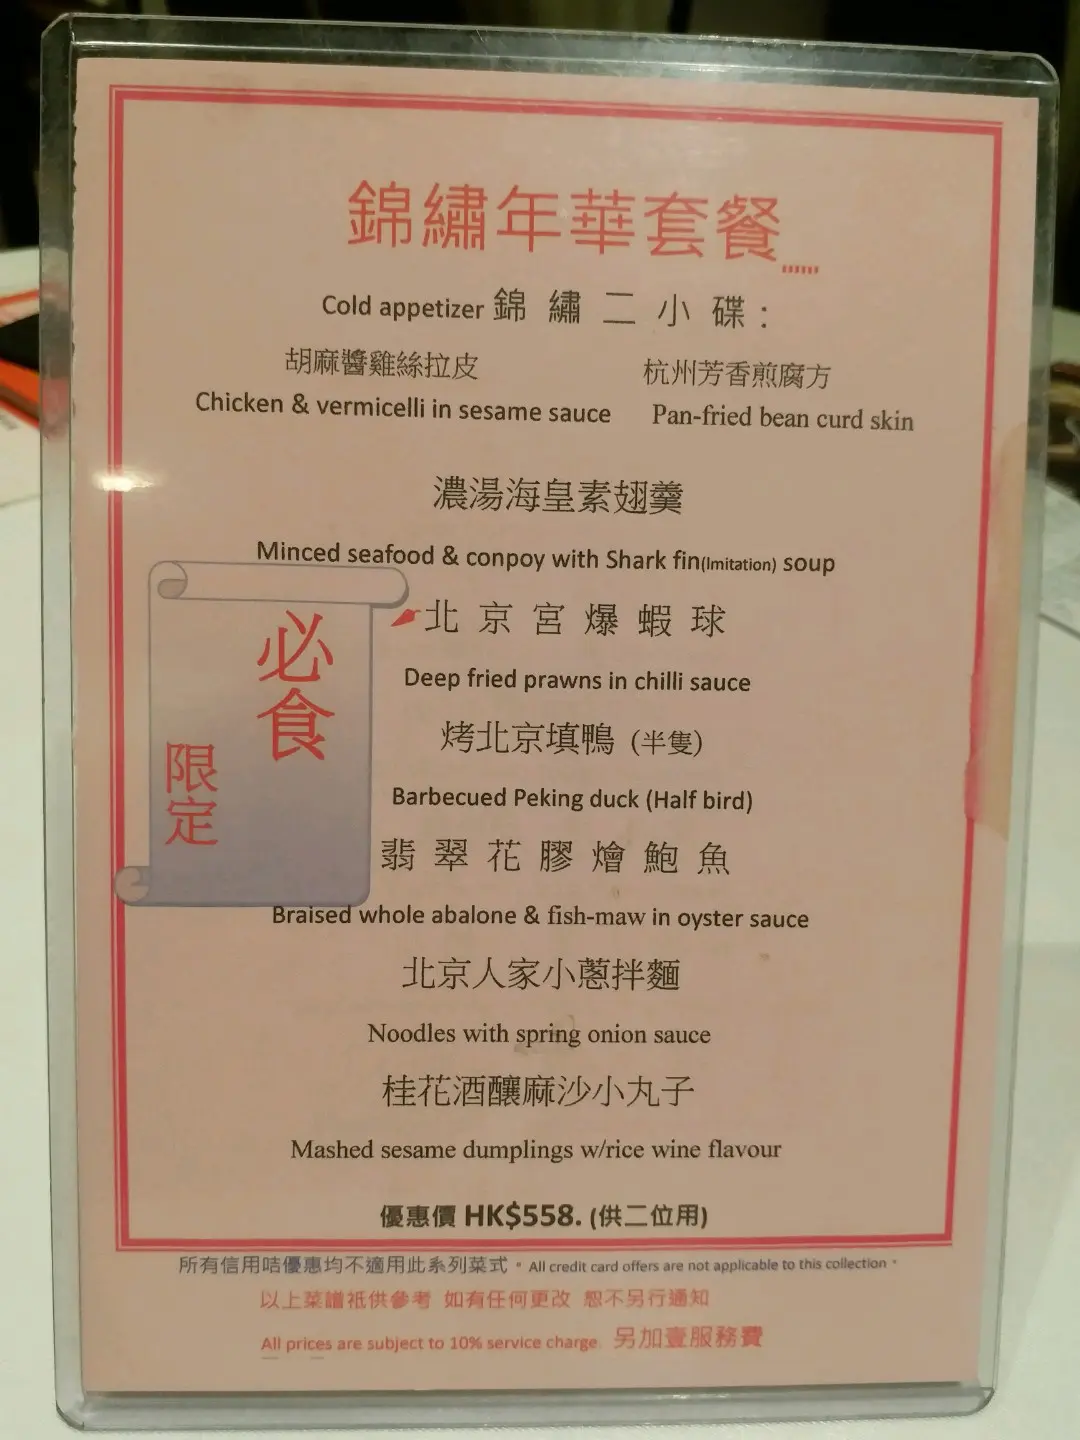 錦繡年華套餐......
Cold appetizer 錦 繡 二 小 碟：
胡麻醬雞絲拉皮 杭州芳香煎腐方
Chicken & vermicelli in sesame sauce Pan-fried bean curd skin
濃湯海皇素翅羹
Minced seafood & conpoy with Shark fin(Imitation) soup
北 京 宮 爆 蝦 球
Deep fried prawns in chilli sauce
烤北京填鴨 (半隻)
Barbecued Peking duck (Half bird)
翡 翠 花 膠 燴 鮑 魚
Braised whole abalone & fish-maw in oyster sauce
北京人家小蔥拌麵
Noodles with spring onion sauce
桂花酒釀麻沙小丸子
Mashed sesame dumplings w/rice wine flavour
必食
限定
優惠價 HK$558. (供二位用)
所有信用咭優惠均不適用此系列菜式。All credit card offers are not applicable to this collection。
以上菜譜祗供參考 如有任何更改 恕不另行通知
All prices are subject to 10% service charge. 另加壹服務費